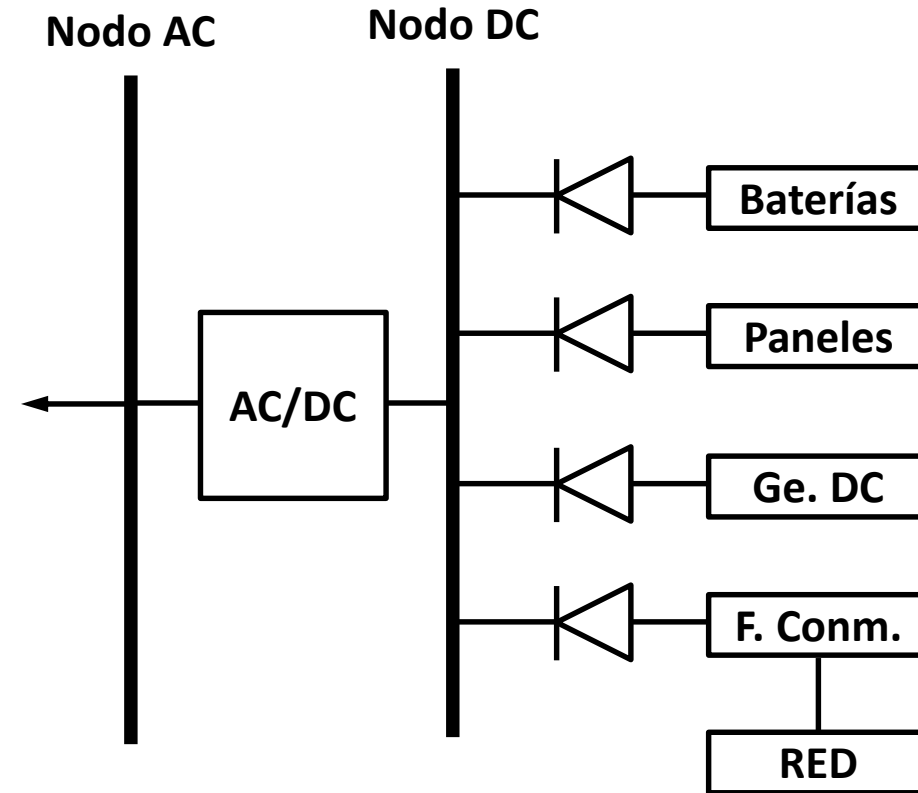 Nodo AC
Nodo DC
Baterías
Paneles
AC/DC
Ge. DC
F. Conm.
RED